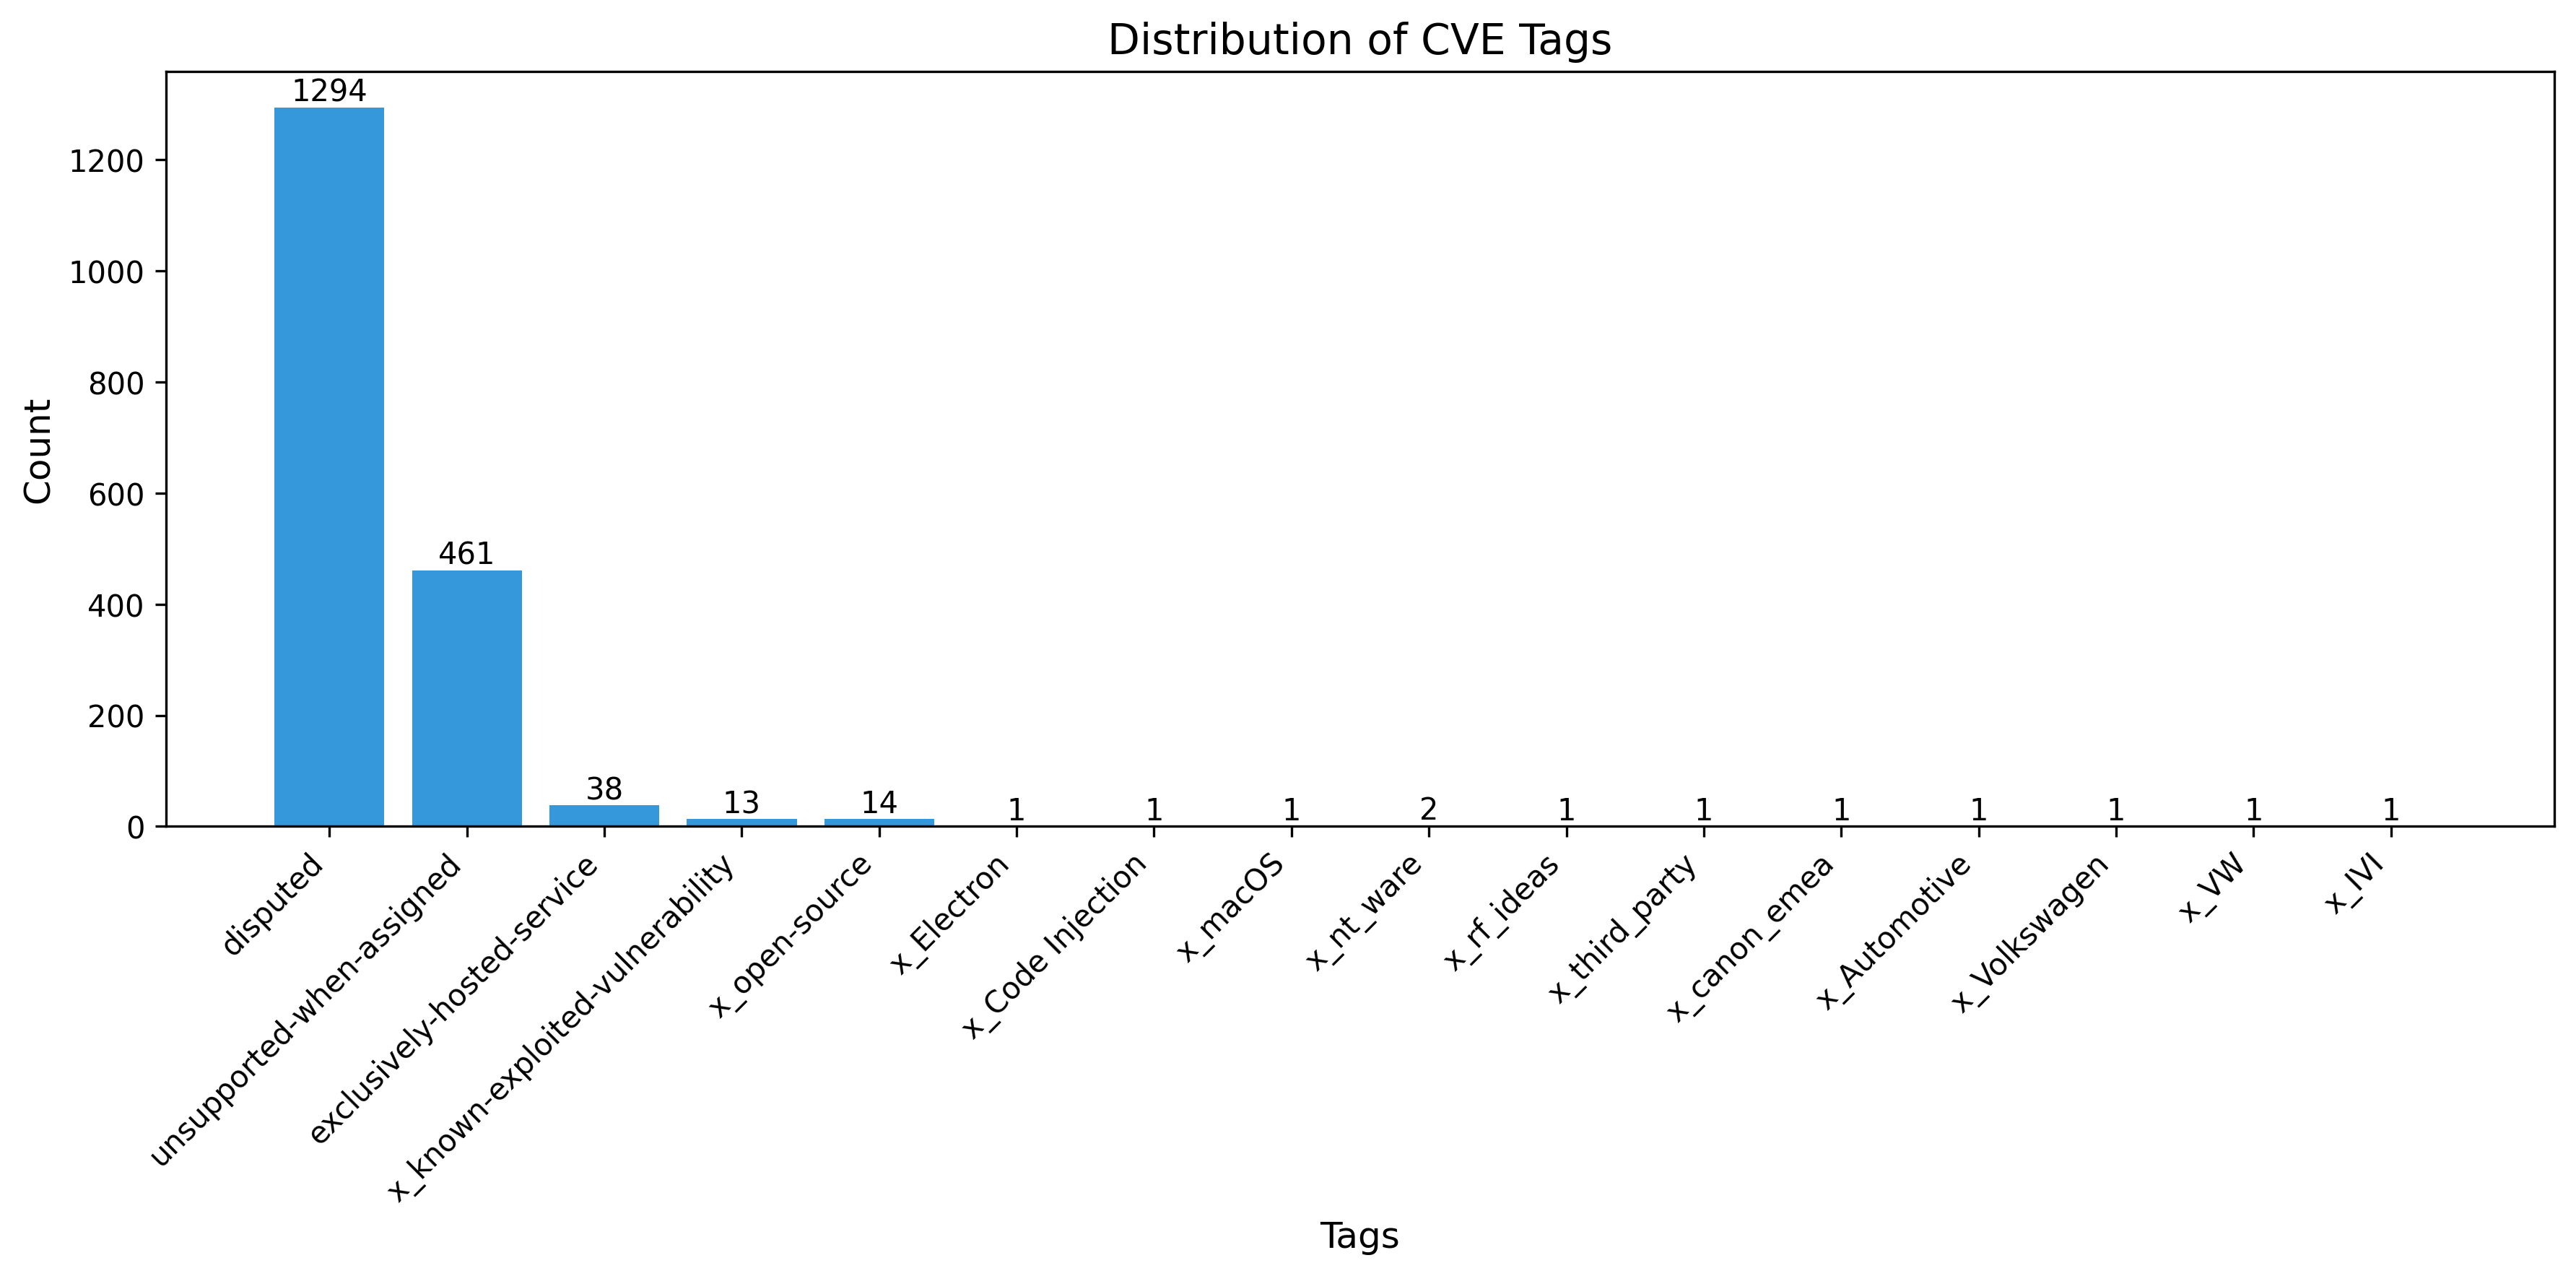 Distribution of CVE Tags
Count
1200
1000
800
600
400
200
0
1294
461
38
13
14
1
1
1
2
1
1
1
1
1
1
1
disputed
unsupported-when-assigned
exclusively-hosted-service
x_known-exploited-vulnerability
x_open-source
x_Electron
x_Code Injection
x_macOS
x_nt_ware
x_rf_ideas
x_third_party
x_canon_emea
x_Automotive
x_Volkswagen
x_VW
x_IVI
Tags